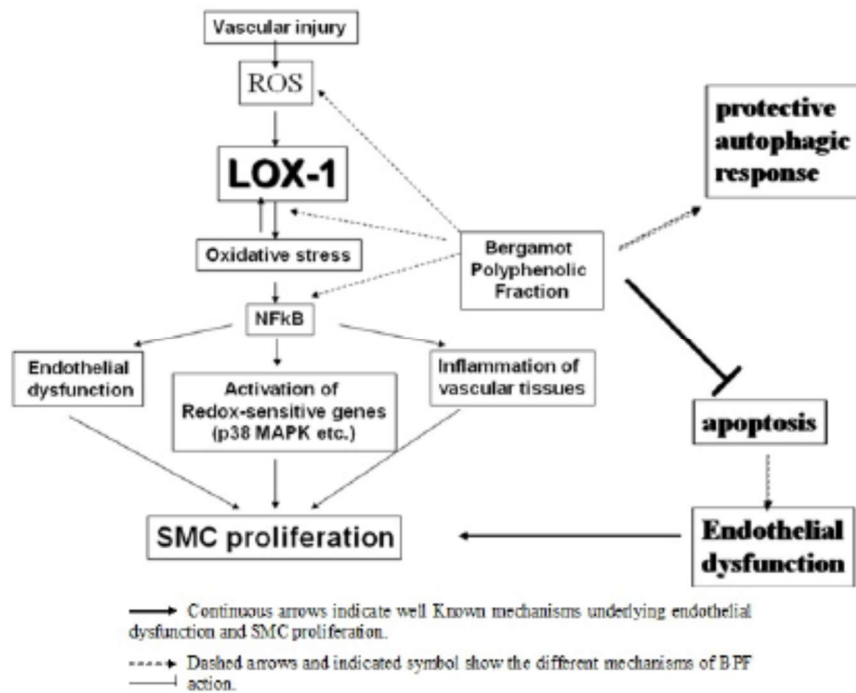 Vascular injury
ROS
LOX-1
Oxidative stress
NFkB
Endothelial
dysfunction
Activation of
Redox-sensitive genes
(p38 MAPK etc.)
Inflammation of
vascular tissues
SMC proliferation
Bergamot
Polyphenolic
Fraction
protective
autophagic
response
apoptosis
Endothelial
dysfunction
Continuous arrows indicate well Known mechanisms underlying endothelial
dysfunction and SMC proliferation.
Dashed arrows and indicated symbol show the different mechanisms of BPF
action.